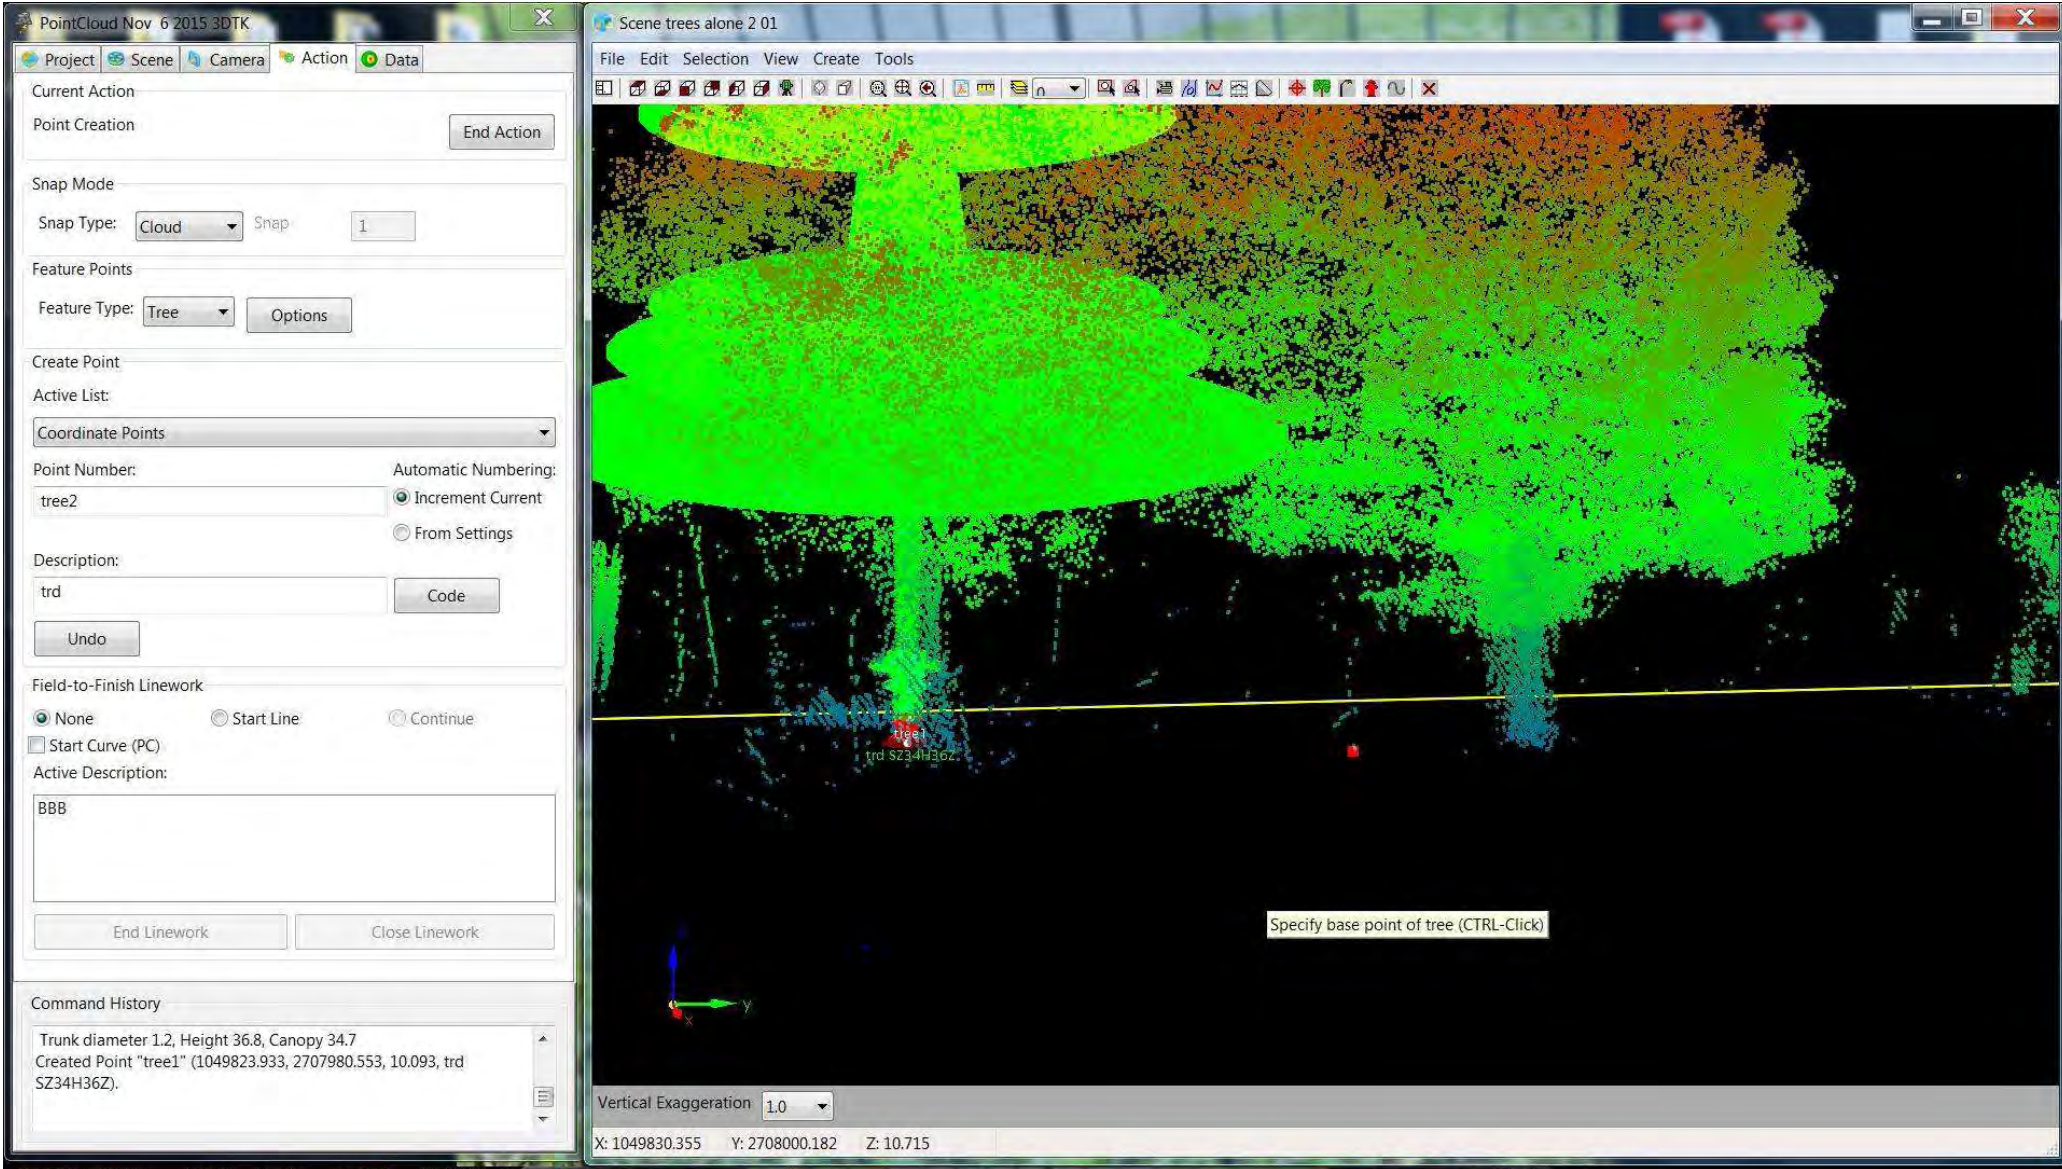 PointCloud Nov 6 2015 3DTK
Project Scene Camera Action Data
Current Action
Point Creation
End Action
Snap Mode
Snap Type: Cloud Snap 1
Feature Points
Feature Type: Tree Options
Create Point
Active List:
Coordinate Points
Point Number: Automatic Numbering:
tree2
Increment Current
From Settings
Description:
trd
Code
Undo
Field-to-Finish Linework
None Start Line Continue
Start Curve (PC)
Active Description:
BBB
End Linework Close Linework
Command History
Trunk diameter 1.2, Height 36.8, Canopy 34.7
Created Point "tree1" (1049823.933, 2707980.553, 10.093, trd
SZ34H36Z).
Scene trees alone 2 01
File Edit Selection View Create Tools
0
tree1
trd SZ34H36Z
Specify base point of tree (CTRL-Click)
y
x
Vertical Exaggeration 1.0
X: 1049830.355 Y: 2708000.182 Z: 10.715